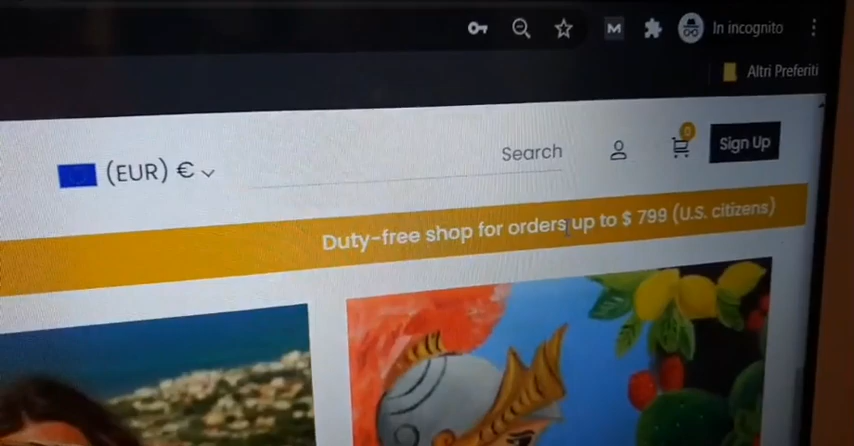 In incognito
Altri Preferiti
(EUR) €
Search
0
Sign Up
Duty-free shop for orders up to $ 799 (U.S. citizens)